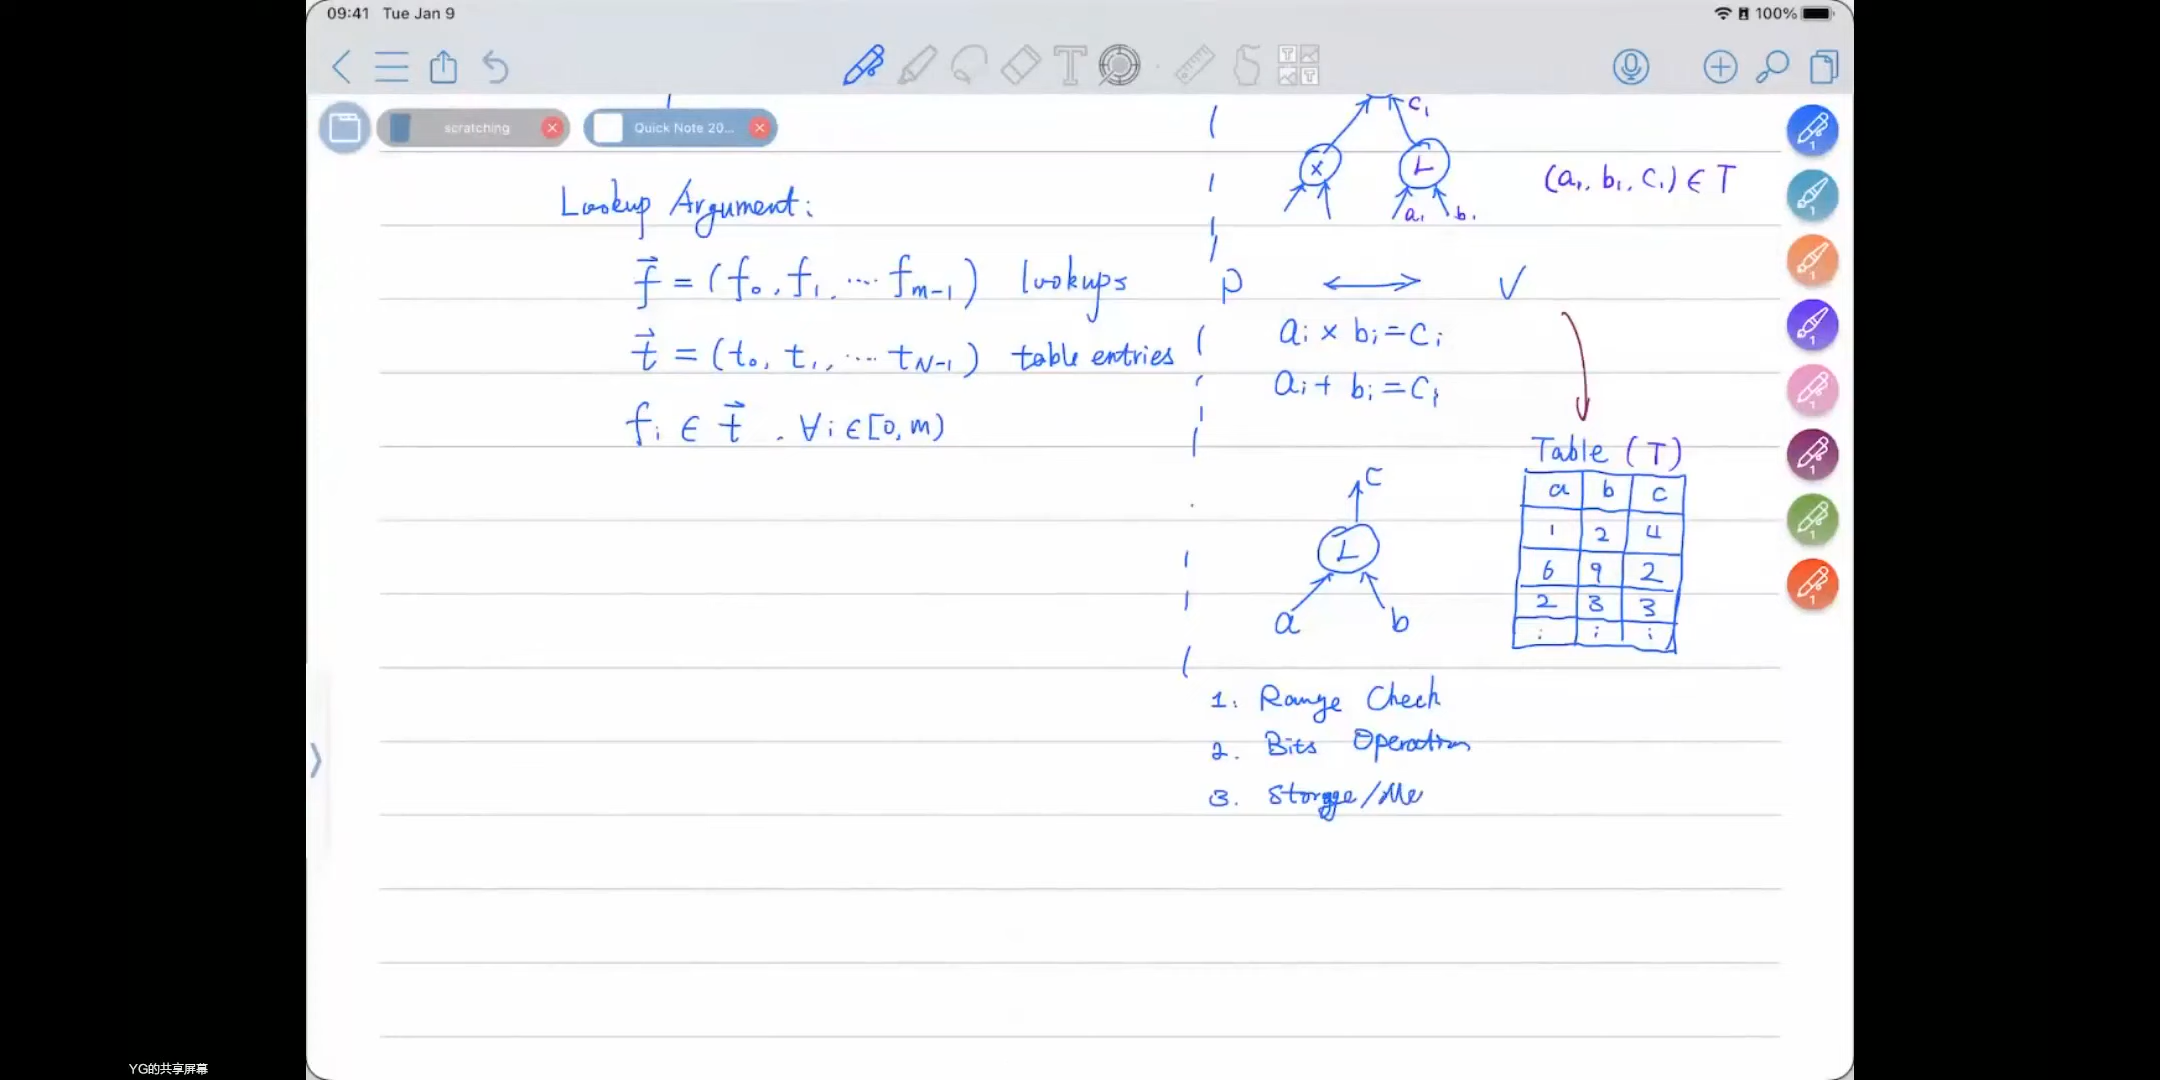 09:41 Tue Jan 9
100%
scratching
Quick Note 20...
Lookup Argument:
f⃗ = (f₀, f₁, ... fₘ₋₁) lookups
t⃗ = (t₀, t₁, ... t_N-1) table entries
fᵢ ∈ t⃗ . ∀i ∈ [0, m)
c₁
x L
a₁ b₁
(a₁, b₁, c₁) ∈ T
P ⟷ V
aᵢ × bᵢ = cᵢ
aᵢ + bᵢ = cᵢ
c
L
a b
Table (T)
a b c
1 2 4
6 9 2
2 3 3
⋮ ⋮ ⋮
1. Range Check
2. Bits Operation
3. Storage/Me
YG的共享屏幕